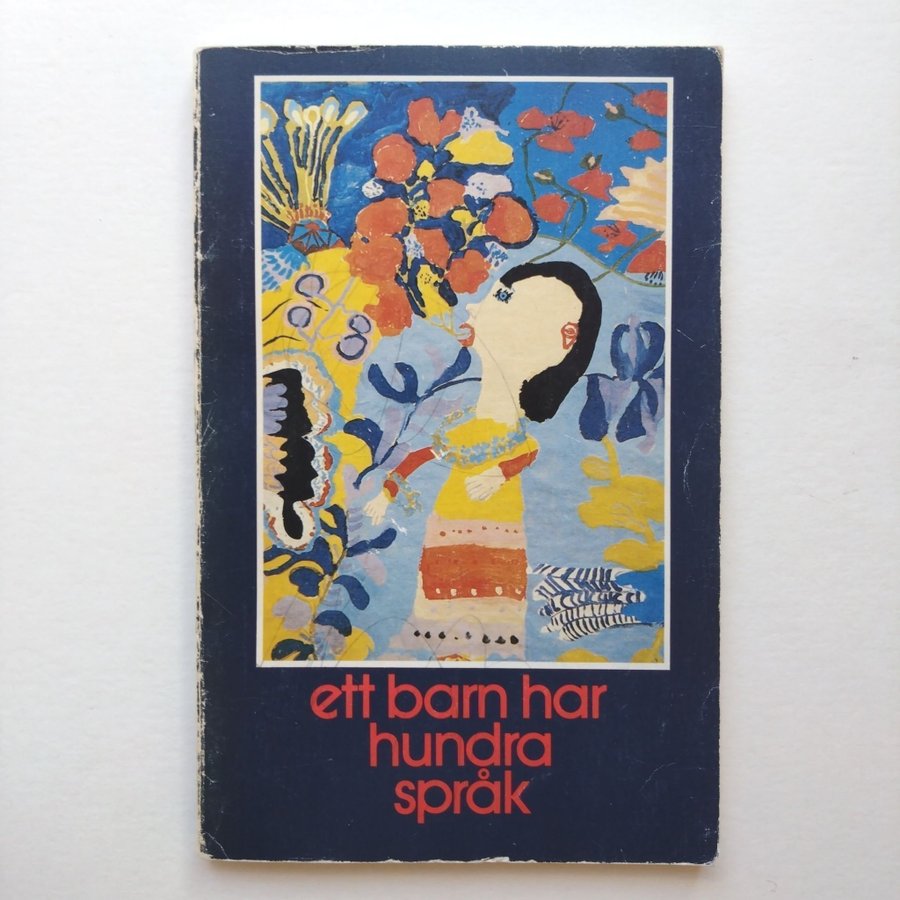 ett barn har
hundra
språk